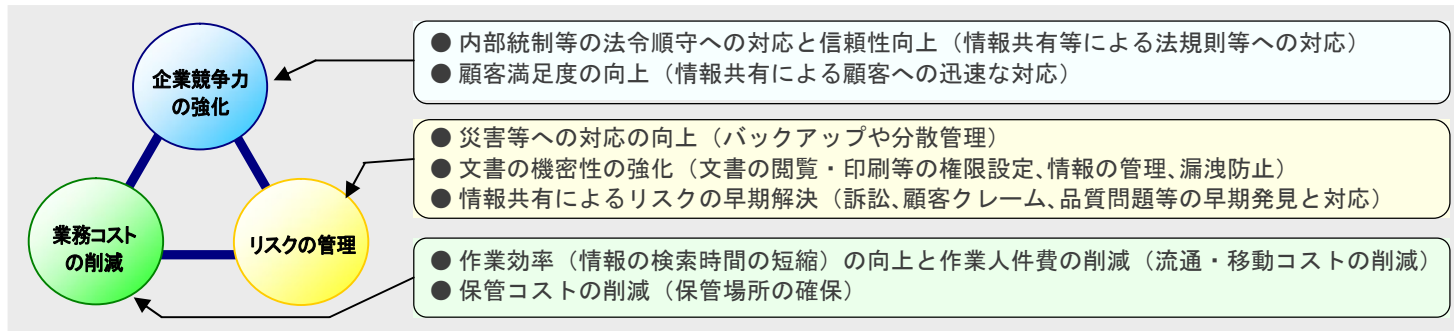 企業競争力
の強化
● 内部統制等の法令順守への対応と信頼性向上（情報共有等による法規則等への対応）
● 顧客満足度の向上（情報共有による顧客への迅速な対応）
● 災害等への対応の向上（バックアップや分散管理）
● 文書の機密性の強化（文書の閲覧・印刷等の権限設定、情報の管理、漏洩防止）
● 情報共有によるリスクの早期解決（訴訟、顧客クレーム、品質問題等の早期発見と対応）
業務コスト
の削減
リスクの管理
● 作業効率（情報の検索時間の短縮）の向上と作業人件費の削減（流通・移動コストの削減）
● 保管コストの削減（保管場所の確保）